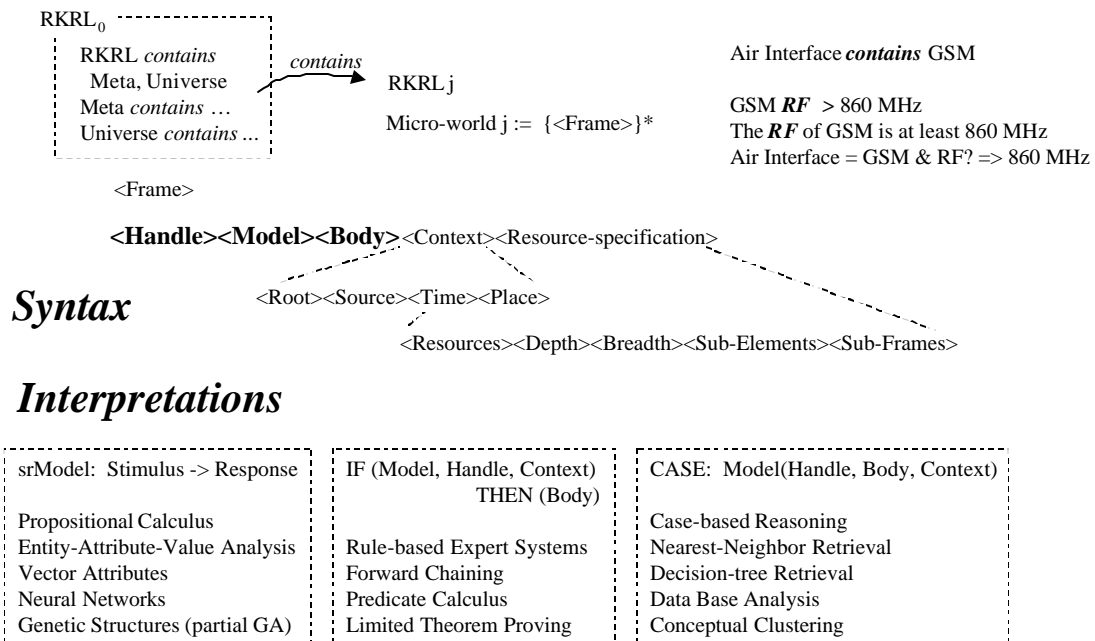 RKRL0
RKRL contains
Meta, Universe
Meta contains …
Universe contains ...
contains
RKRL j
Micro-world j := {<Frame>}*
Air Interface contains GSM
GSM RF > 860 MHz
The RF of GSM is at least 860 MHz
Air Interface = GSM & RF? => 860 MHz
<Frame>
<Handle><Model><Body><Context><Resource-specification>
Syntax
<Root><Source><Time><Place>
<Resources><Depth><Breadth><Sub-Elements><Sub-Frames>
Interpretations
srModel: Stimulus -> Response
Propositional Calculus
Entity-Attribute-Value Analysis
Vector Attributes
Neural Networks
Genetic Structures (partial GA)
IF (Model, Handle, Context)
THEN (Body)
Rule-based Expert Systems
Forward Chaining
Predicate Calculus
Limited Theorem Proving
CASE: Model(Handle, Body, Context)
Case-based Reasoning
Nearest-Neighbor Retrieval
Decision-tree Retrieval
Data Base Analysis
Conceptual Clustering